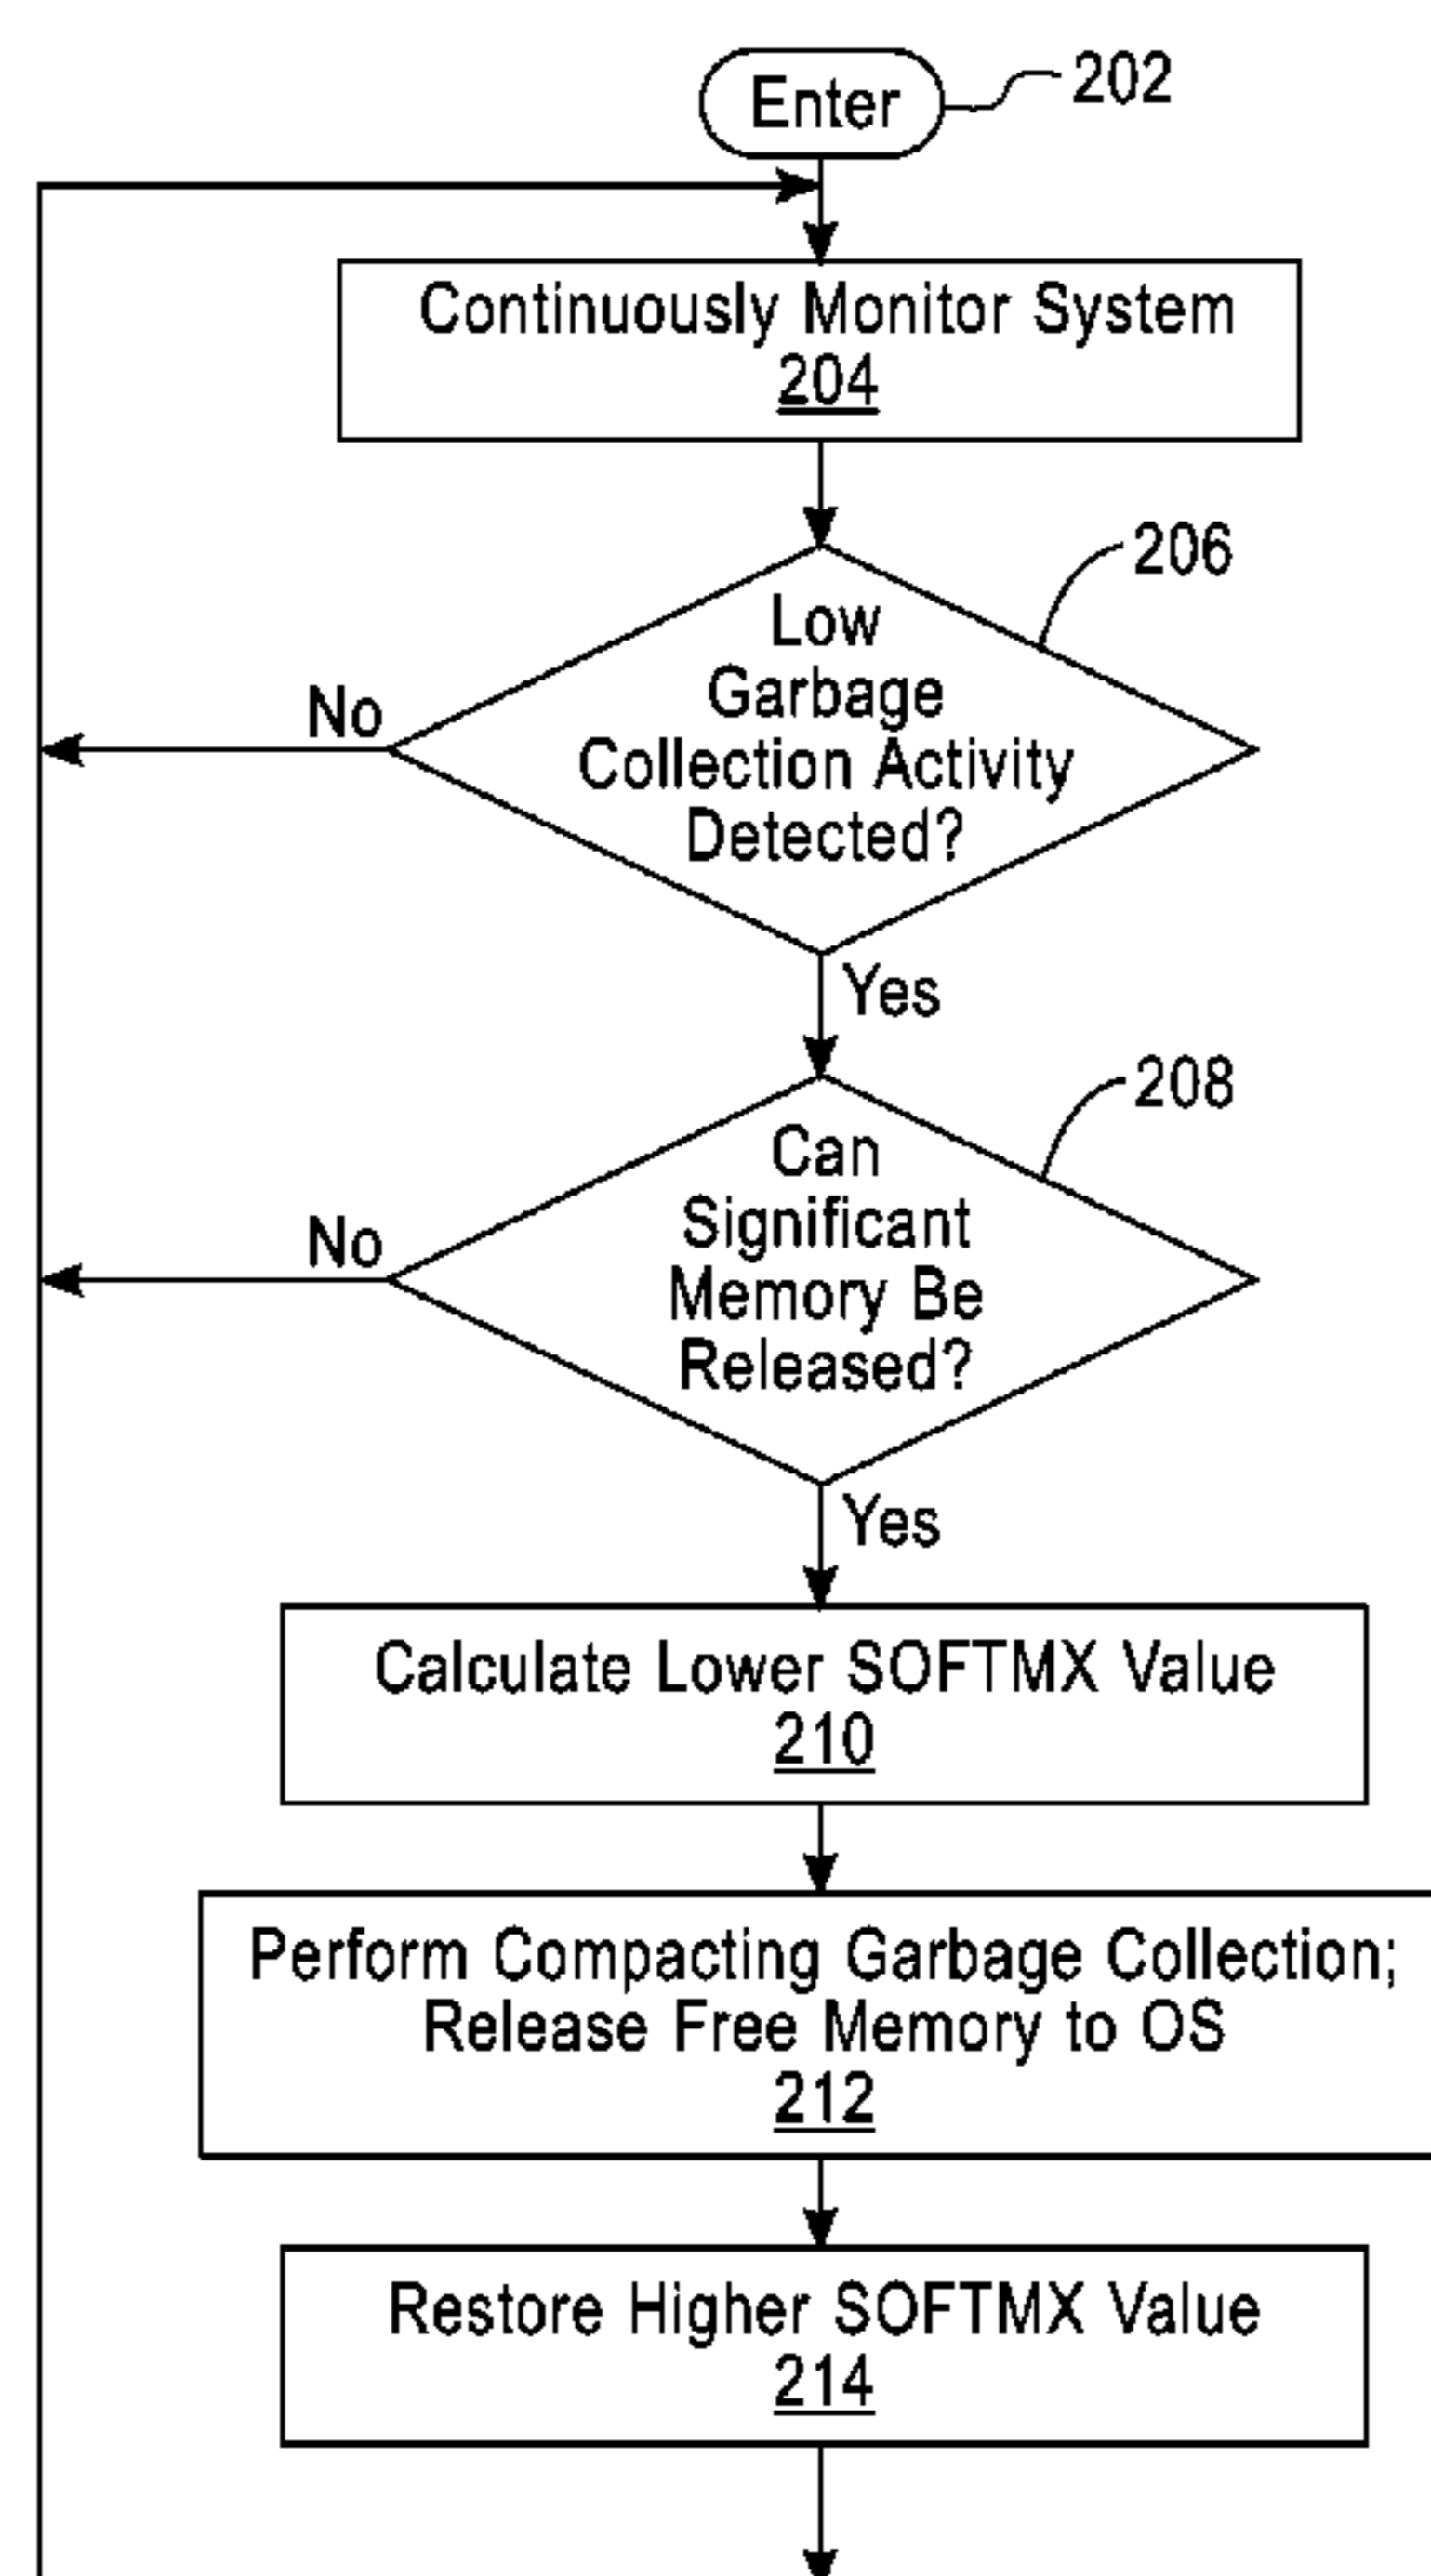 Enter
202
Continuously Monitor System
204
206
Low
Garbage
Collection Activity
Detected?
No
Yes
208
Can
Significant
Memory Be
Released?
No
Yes
Calculate Lower SOFTMX Value
210
Perform Compacting Garbage Collection;
Release Free Memory to OS
212
Restore Higher SOFTMX Value
214